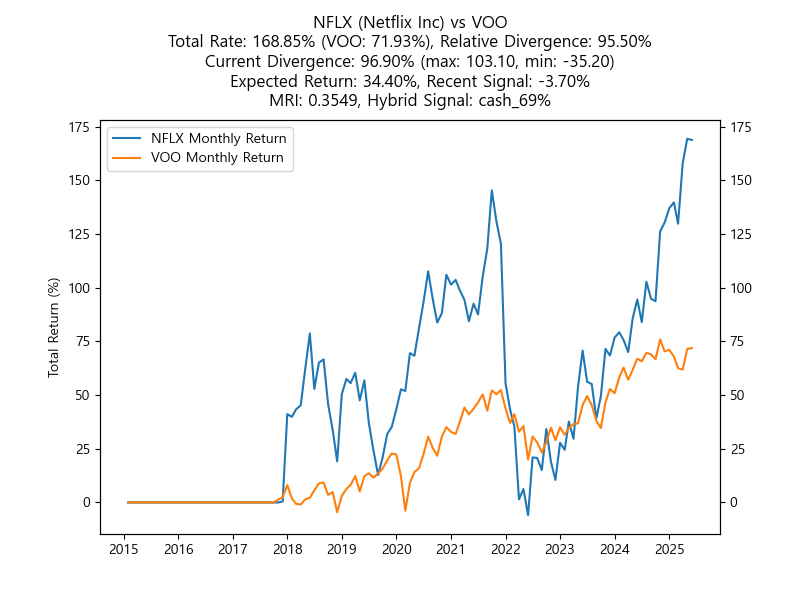 NFLX (Netflix Inc) vs VOO
Total Rate: 168.85% (VOO: 71.93%), Relative Divergence: 95.50%
Current Divergence: 96.90% (max: 103.10, min: -35.20)
Expected Return: 34.40%, Recent Signal: -3.70%
MRI: 0.3549, Hybrid Signal: cash_69%
NFLX Monthly Return
VOO Monthly Return
Total Return (%)
175 175
150 150
125 125
100 100
75 75
50 50
25 25
0 0
2015 2016 2017 2018 2019 2020 2021 2022 2023 2024 2025